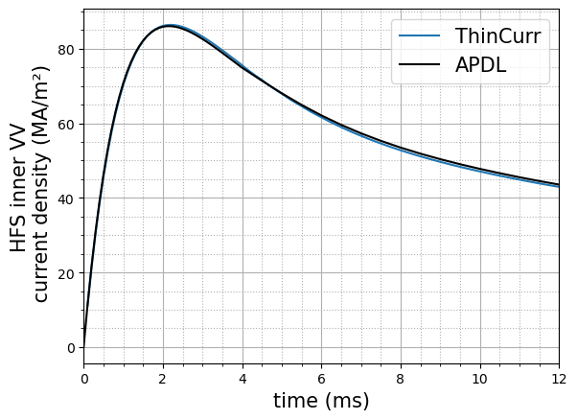 HFS inner VV
current density (MA/m²)
80
60
40
20
0
ThinCurr
APDL
0 2 4 6 8 10 12
time (ms)